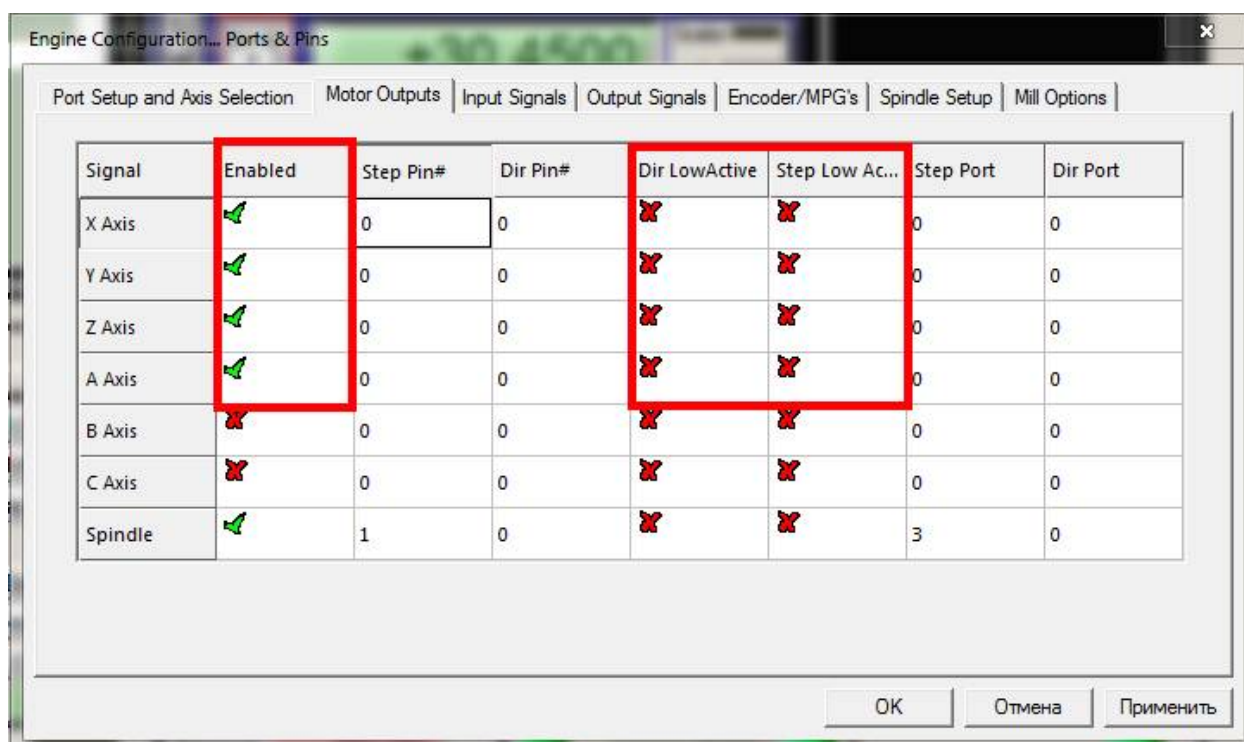 Engine Configuration... Ports & Pins
+30.4500
Port Setup and Axis Selection Motor Outputs Input Signals Output Signals Encoder/MPG's Spindle Setup Mill Options
Signal Enabled Step Pin# Dir Pin# Dir LowActive Step Low Ac... Step Port Dir Port
X Axis 0 0 0 0
Y Axis 0 0 0 0
Z Axis 0 0 0 0
A Axis 0 0 0 0
B Axis 0 0 0 0
C Axis 0 0 0 0
Spindle 1 0 3 0
OK Отмена Применить